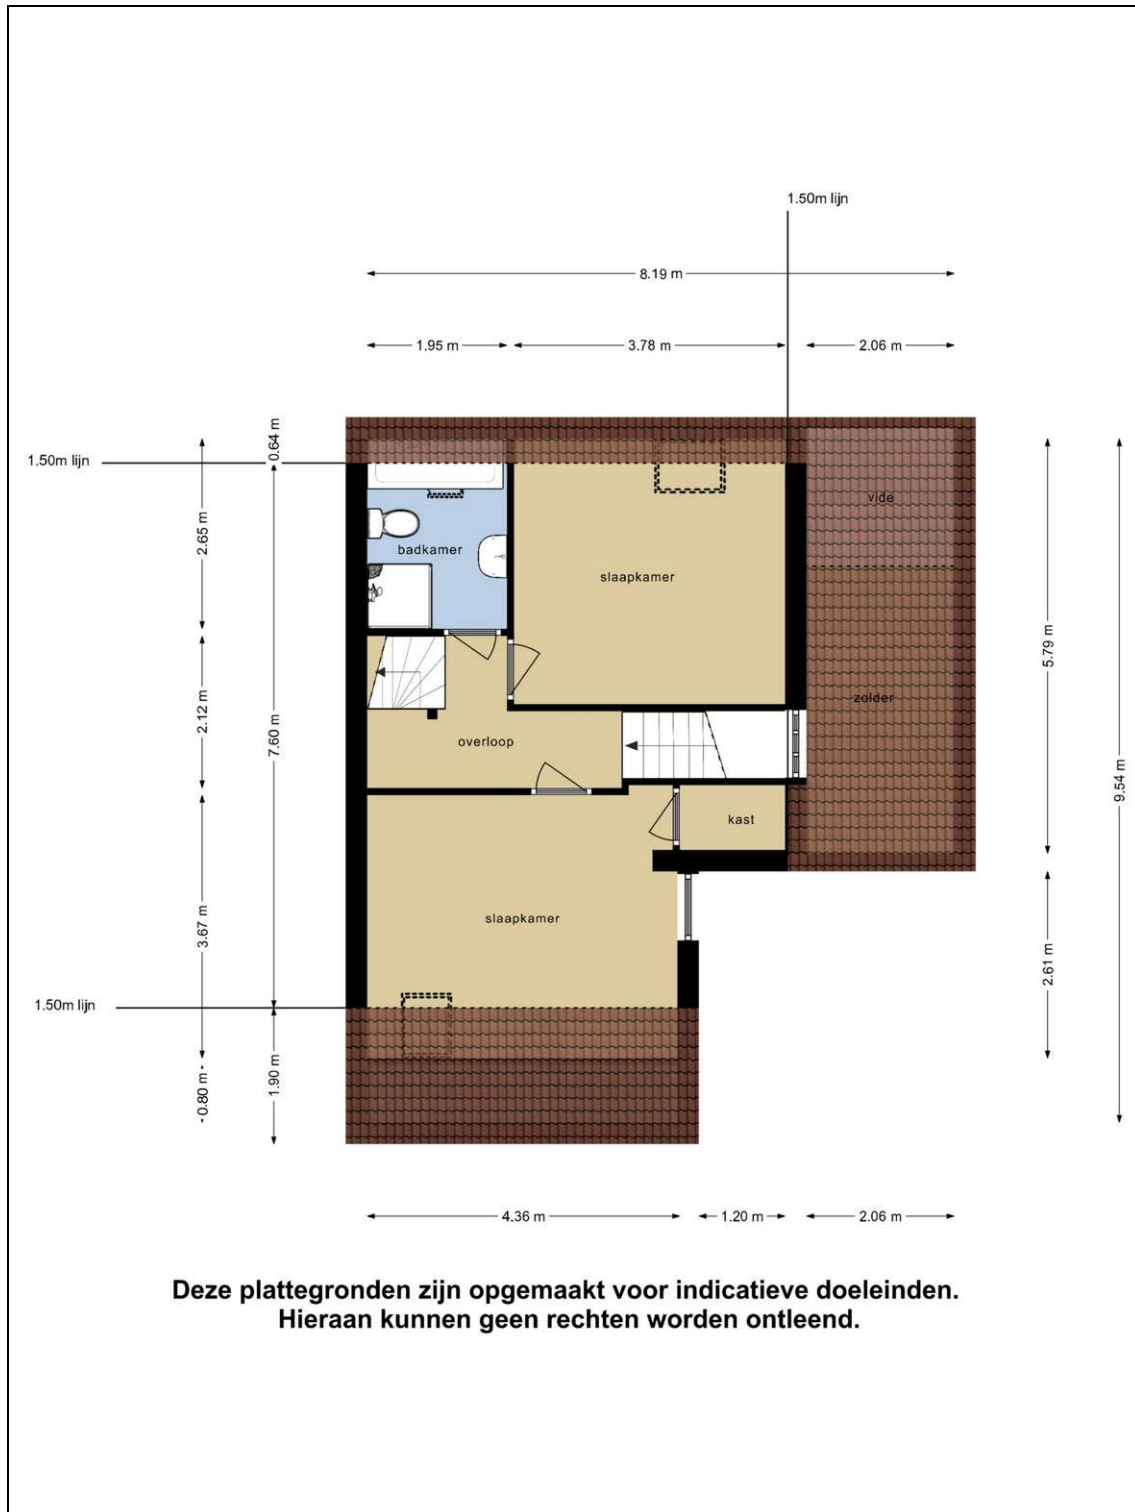 1.50m lijn
8.19 m
1.95 m
3.78 m
2.06 m
0.64 m
1.50m lijn
vide
2.65 m
badkamer
slaapkamer
5.79 m
zolder
2.12 m
7.60 m
overloop
9.54 m
kast
3.67 m
slaapkamer
2.61 m
1.50m lijn
0.80 m
1.90 m
4.36 m
1.20 m
2.06 m
Deze plattegronden zijn opgemaakt voor indicatieve doeleinden.
Hieraan kunnen geen rechten worden ontleend.